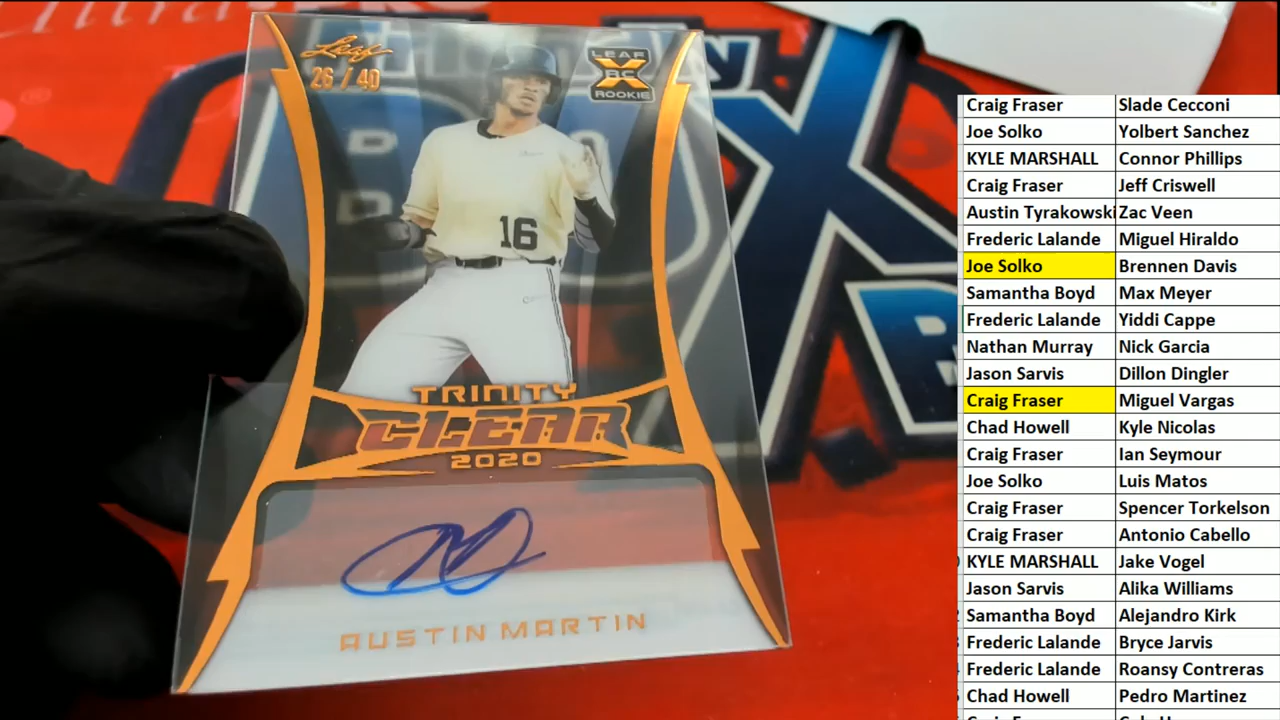 Leaf
26 / 40
LEAF
X
RC
ROOKIE
16
TRINITY
CLEAR
2020
AUSTIN MARTIN
Craig Fraser Slade Cecconi
Joe Solko Yolbert Sanchez
KYLE MARSHALL Connor Phillips
Craig Fraser Jeff Criswell
Austin Tyrakowski Zac Veen
Frederic Lalande Miguel Hiraldo
Joe Solko Brennen Davis
Samantha Boyd Max Meyer
Frederic Lalande Yiddi Cappe
Nathan Murray Nick Garcia
Jason Sarvis Dillon Dingler
Craig Fraser Miguel Vargas
Chad Howell Kyle Nicolas
Craig Fraser Ian Seymour
Joe Solko Luis Matos
Craig Fraser Spencer Torkelson
Craig Fraser Antonio Cabello
KYLE MARSHALL Jake Vogel
Jason Sarvis Alika Williams
Samantha Boyd Alejandro Kirk
Frederic Lalande Bryce Jarvis
Frederic Lalande Roansy Contreras
Chad Howell Pedro Martinez